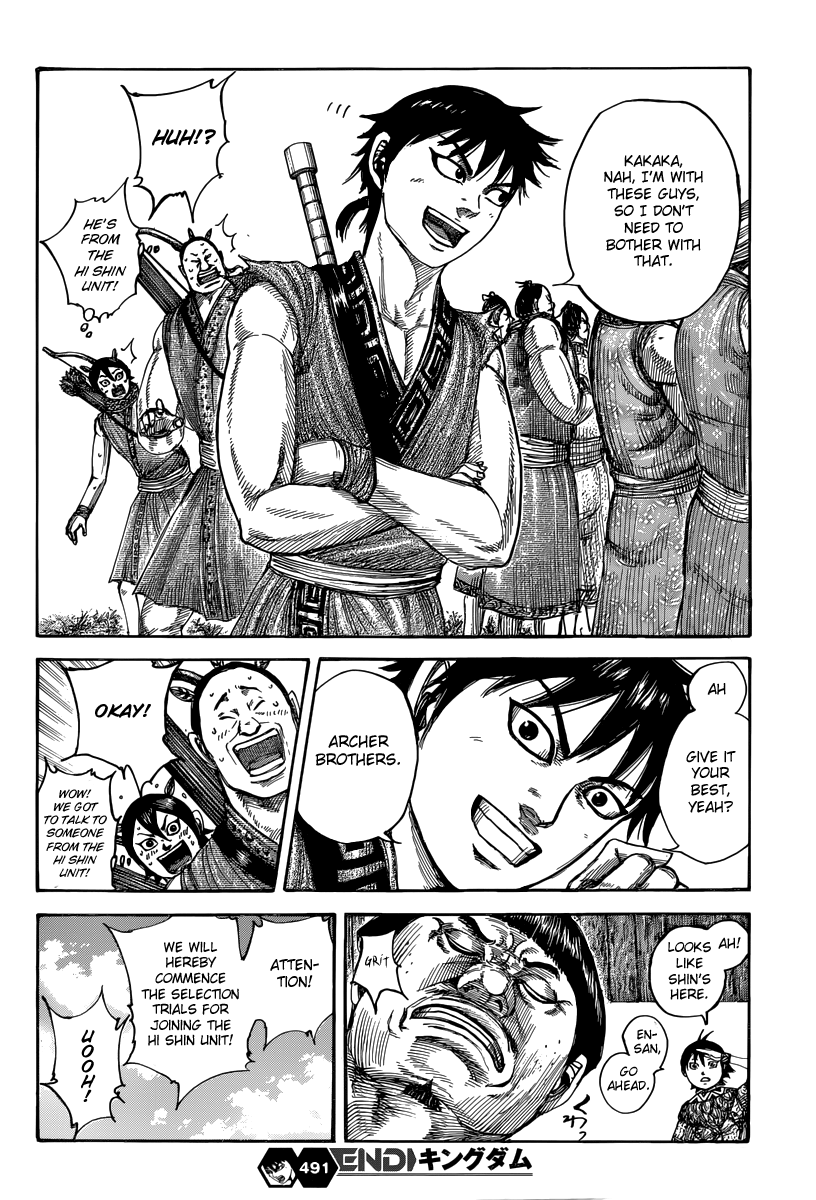 KAKAKA,
NAH, I'M WITH
THESE GUYS,
SO I DON'T
NEED TO
BOTHER WITH
THAT.
HUH!?
HE'S
FROM
THE
HI SHIN
UNIT!
AH
GIVE IT
YOUR
BEST,
YEAH?
ARCHER
BROTHERS.
OKAY!
WOW!
WE GOT
TO TALK TO
SOMEONE
FROM THE
HI SHIN
UNIT!
AH!
LOOKS
LIKE
SHIN'S
HERE.
EN-
SAN,
GO
AHEAD.
GRIT
ATTEN-
TION!
WE WILL
HEREBY
COMMENCE
THE SELECTION
TRIALS FOR
JOINING THE
HI SHIN UNIT!
UOOH!
491
END
キングダム